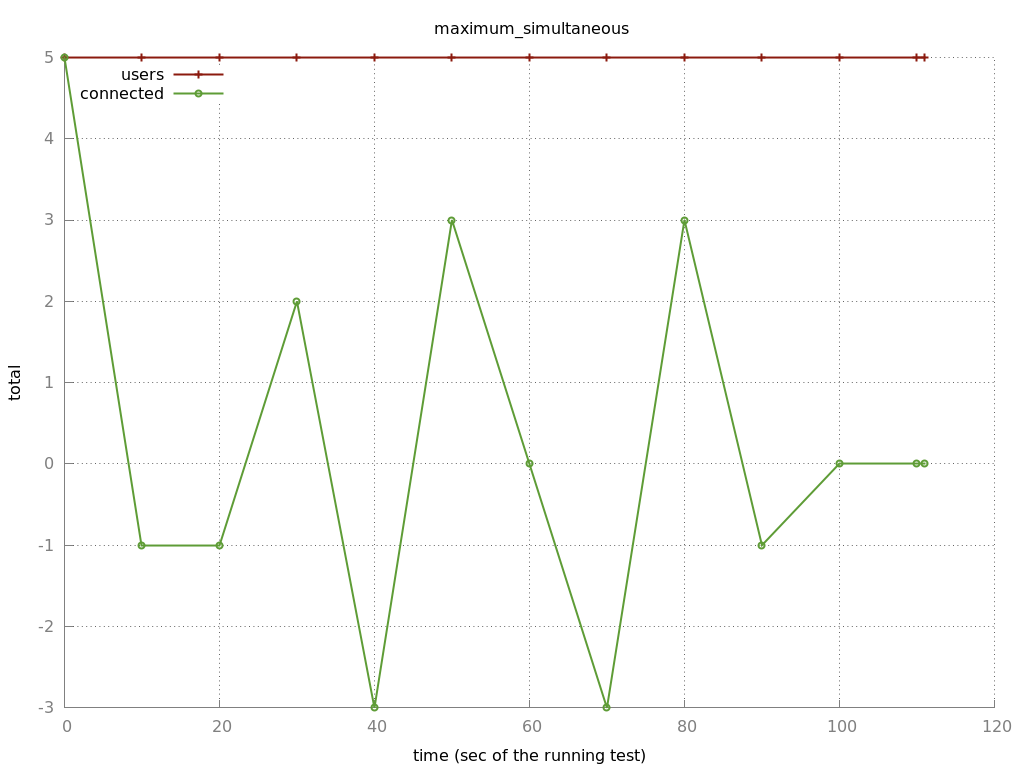 maximum_simultaneous
users
connected
5
4
3
2
1
0
-1
-2
-3
total
0 20 40 60 80 100 120
time (sec of the running test)